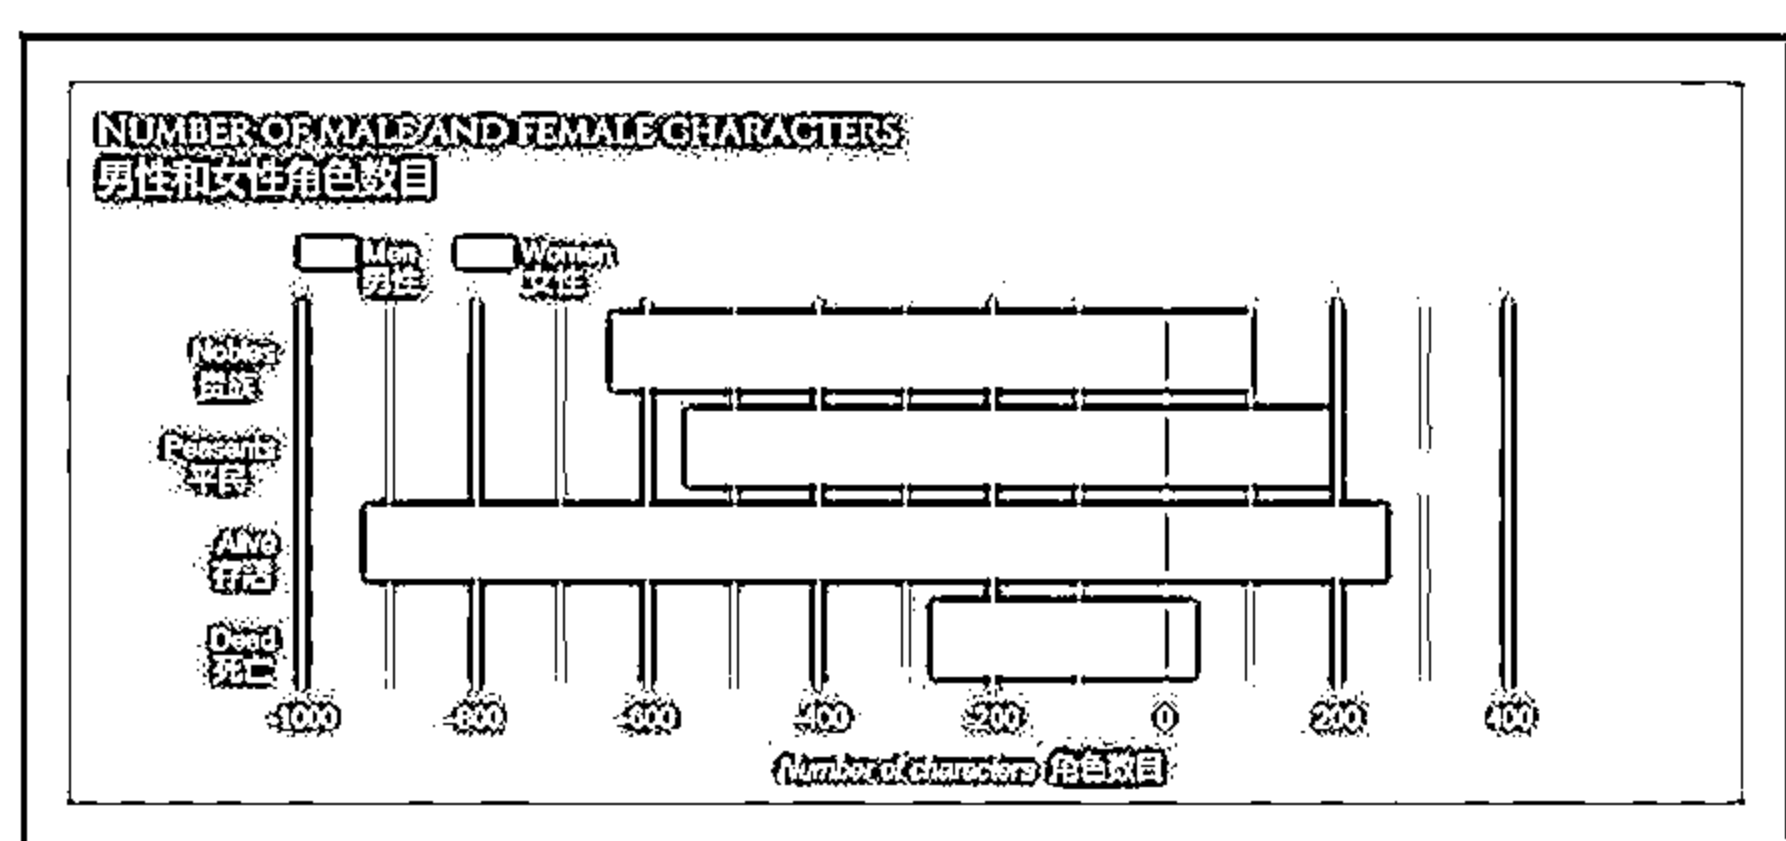 NUMBER OF MALE AND FEMALE CHARACTERS
男性和女性角色数目
Men
男性
Women
女性
Nobles
贵族
Peasants
平民
Alive
存活
Dead
死亡
-1000 -800 -600 -400 -200 0 200 400
Number of characters 角色数目